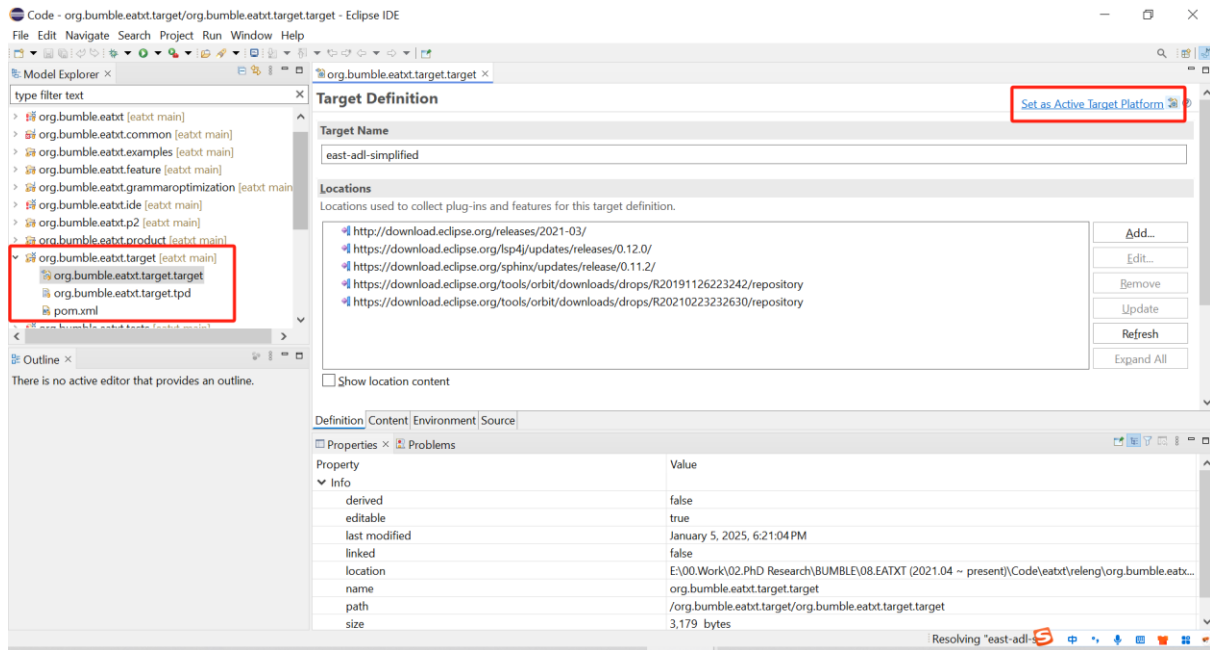 Code - org.bumble.eatxt.target/org.bumble.eatxt.target.target - Eclipse IDE
File Edit Navigate Search Project Run Window Help
Model Explorer
type filter text
org.bumble.eatxt [eatxt main]
org.bumble.eatxt.common [eatxt main]
org.bumble.eatxt.examples [eatxt main]
org.bumble.eatxt.feature [eatxt main]
org.bumble.eatxt.grammaroptimization [eatxt main
org.bumble.eatxt.ide [eatxt main]
org.bumble.eatxt.p2 [eatxt main]
org.bumble.eatxt.product [eatxt main]
org.bumble.eatxt.target [eatxt main]
org.bumble.eatxt.target.target
org.bumble.eatxt.target.tpd
pom.xml
org.bumble.eatxt.tests [eatxt main]
Outline
There is no active editor that provides an outline.
org.bumble.eatxt.target.target
Target Definition
Set as Active Target Platform
Target Name
east-adl-simplified
Locations
Locations used to collect plug-ins and features for this target definition.
http://download.eclipse.org/releases/2021-03/
https://download.eclipse.org/lsp4j/updates/releases/0.12.0/
https://download.eclipse.org/sphinx/updates/release/0.11.2/
https://download.eclipse.org/tools/orbit/downloads/drops/R20191126223242/repository
https://download.eclipse.org/tools/orbit/downloads/drops/R20210223232630/repository
Add...
Edit...
Remove
Update
Refresh
Expand All
Show location content
Definition Content Environment Source
Properties Problems
Property Value
Info
derived false
editable true
last modified January 5, 2025, 6:21:04 PM
linked false
location E:\00.Work\02.PhD Research\BUMBLE\08.EATXT (2021.04 ~ present)\Code\eatxt\releng\org.bumble.eatx...
name org.bumble.eatxt.target.target
path /org.bumble.eatxt.target/org.bumble.eatxt.target.target
size 3,179 bytes
Resolving "east-adl-s
中